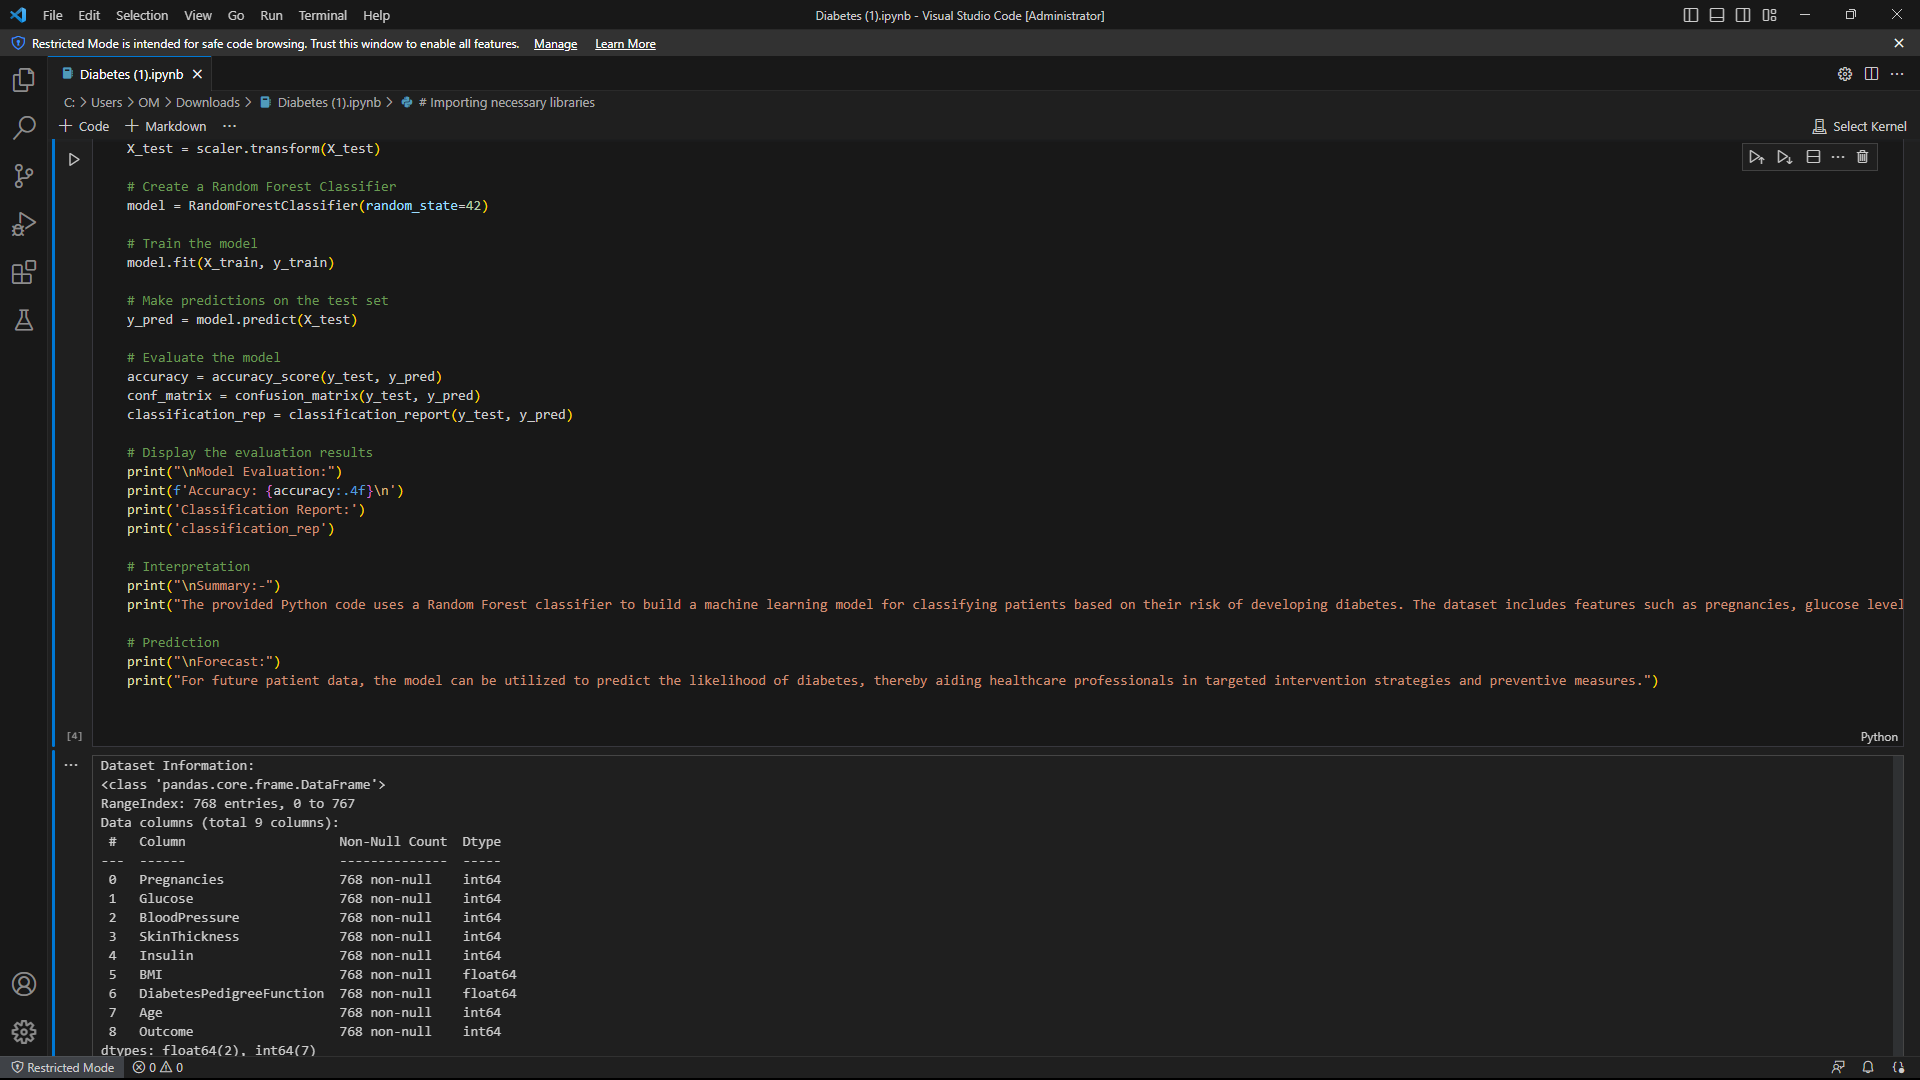 File Edit Selection View Go Run Terminal Help
Diabetes (1).ipynb - Visual Studio Code [Administrator]
Restricted Mode is intended for safe code browsing. Trust this window to enable all features. Manage Learn More
Diabetes (1).ipynb
C: > Users > OM > Downloads > Diabetes (1).ipynb > # Importing necessary libraries
+ Code + Markdown ...
Select Kernel
X_test = scaler.transform(X_test)
# Create a Random Forest Classifier
model = RandomForestClassifier(random_state=42)
# Train the model
model.fit(X_train, y_train)
# Make predictions on the test set
y_pred = model.predict(X_test)
# Evaluate the model
accuracy = accuracy_score(y_test, y_pred)
conf_matrix = confusion_matrix(y_test, y_pred)
classification_rep = classification_report(y_test, y_pred)
# Display the evaluation results
print("\nModel Evaluation:")
print(f'Accuracy: {accuracy:.4f}\n')
print('Classification Report:')
print('classification_rep')
# Interpretation
print("\nSummary:-")
print("The provided Python code uses a Random Forest classifier to build a machine learning model for classifying patients based on their risk of developing diabetes. The dataset includes features such as pregnancies, glucose level
# Prediction
print("\nForecast:")
print("For future patient data, the model can be utilized to predict the likelihood of diabetes, thereby aiding healthcare professionals in targeted intervention strategies and preventive measures.")
[4]
Python
Dataset Information:
<class 'pandas.core.frame.DataFrame'>
RangeIndex: 768 entries, 0 to 767
Data columns (total 9 columns):
#   Column   Non-Null Count   Dtype
---  ------   --------------   -----
0   Pregnancies   768 non-null   int64
1   Glucose   768 non-null   int64
2   BloodPressure   768 non-null   int64
3   SkinThickness   768 non-null   int64
4   Insulin   768 non-null   int64
5   BMI   768 non-null   float64
6   DiabetesPedigreeFunction   768 non-null   float64
7   Age   768 non-null   int64
8   Outcome   768 non-null   int64
dtypes: float64(2), int64(7)
Restricted Mode 0 0